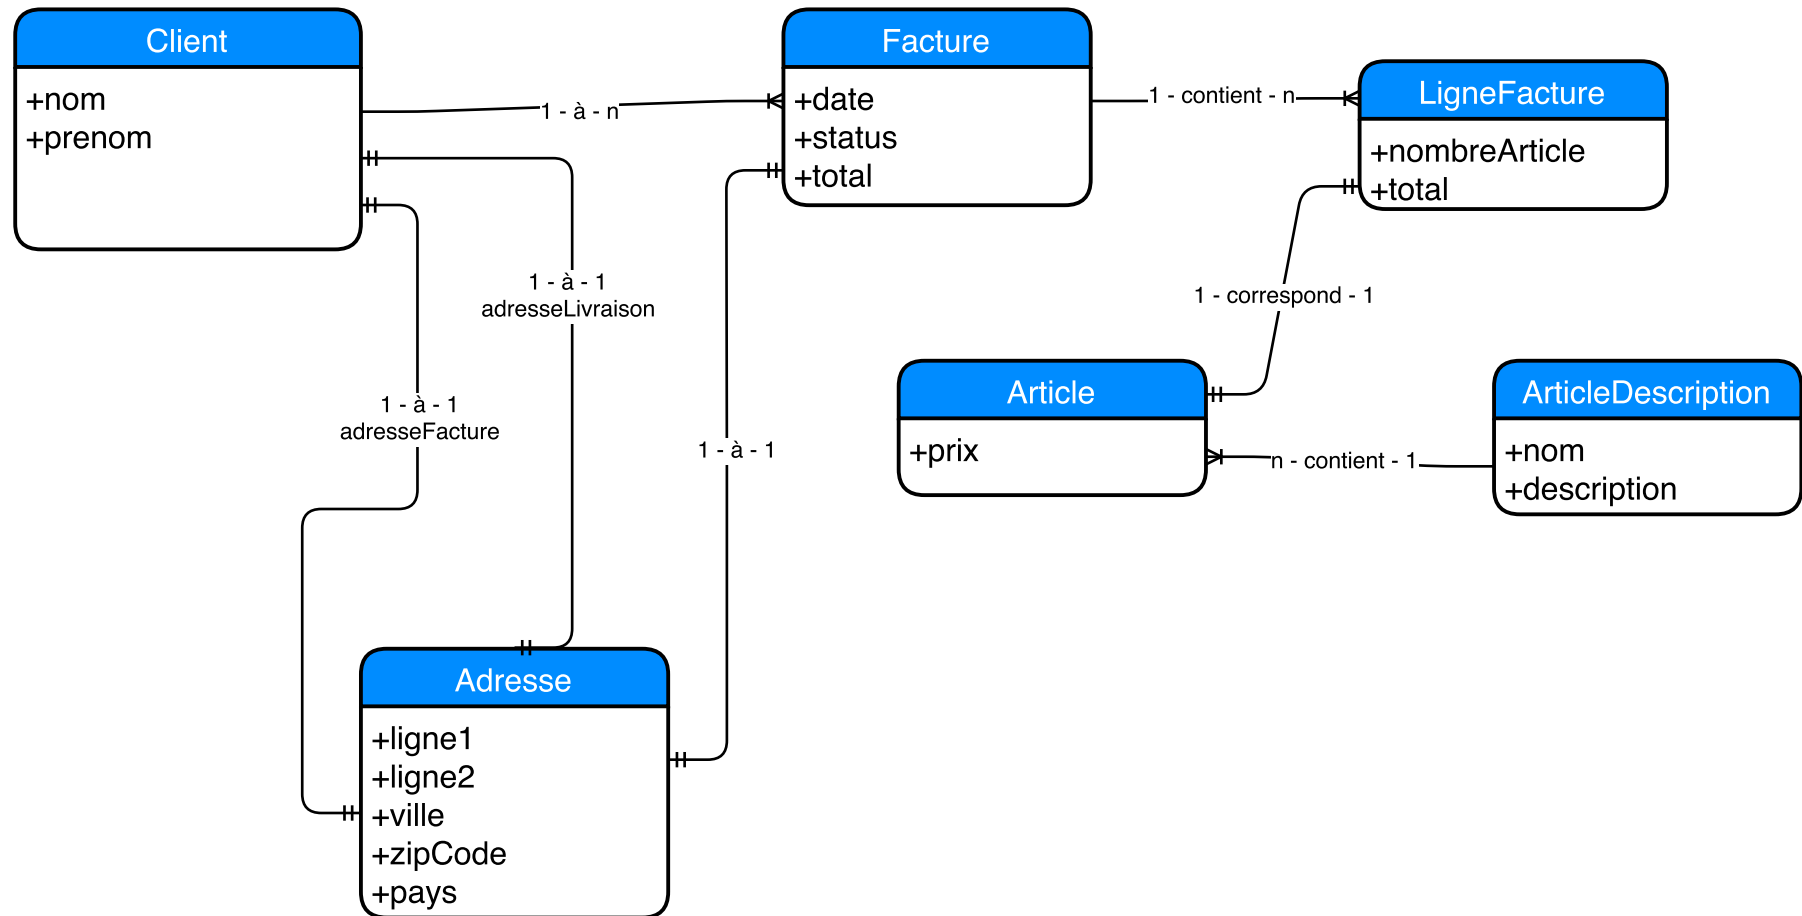 Client
+nom
+prenom
1 - à - n
Facture
+date
+status
+total
1 - contient - n
LigneFacture
+nombreArticle
+total
1 - à - 1
adresseLivraison
1 - correspond - 1
1 - à - 1
adresseFacture
1 - à - 1
Article
+prix
n - contient - 1
ArticleDescription
+nom
+description
Adresse
+ligne1
+ligne2
+ville
+zipCode
+pays